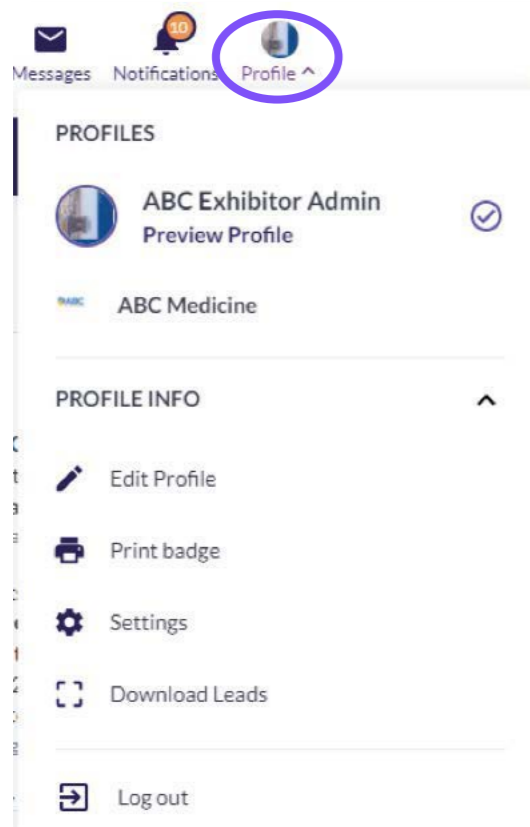 10
Messages Notifications Profile
PROFILES
ABC Exhibitor Admin
Preview Profile
ABC
ABC Medicine
PROFILE INFO
Edit Profile
Print badge
Settings
Download Leads
Log out